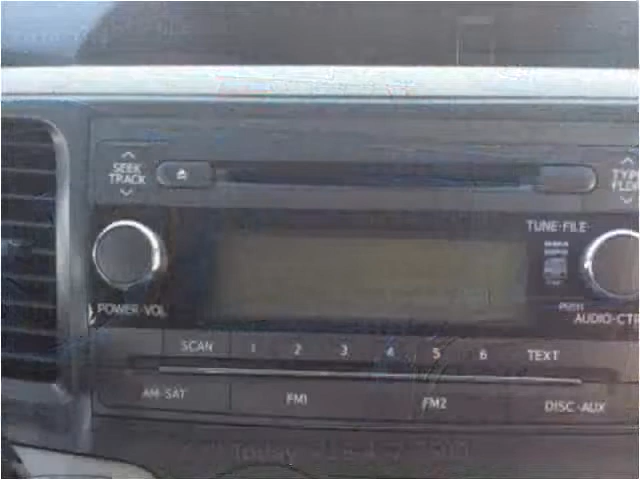 SEEK
TRACK
TYPE
TUNE·FILE
POWER·VOL
PUSH
AUDIO·CTRL
SCAN 1 2 3 4 5 6 TEXT
AM·SAT FM1 FM2 DISC·AUX
Today